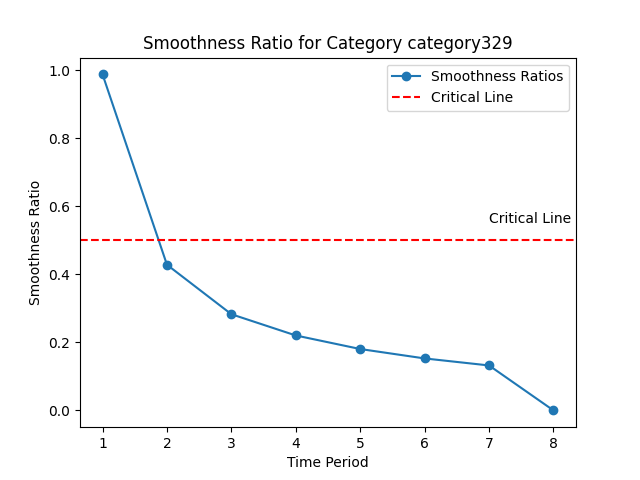 Smoothness Ratio for Category category329
Smoothness Ratios
Critical Line
Critical Line
Smoothness Ratio
1.0
0.8
0.6
0.4
0.2
0.0
1 2 3 4 5 6 7 8
Time Period